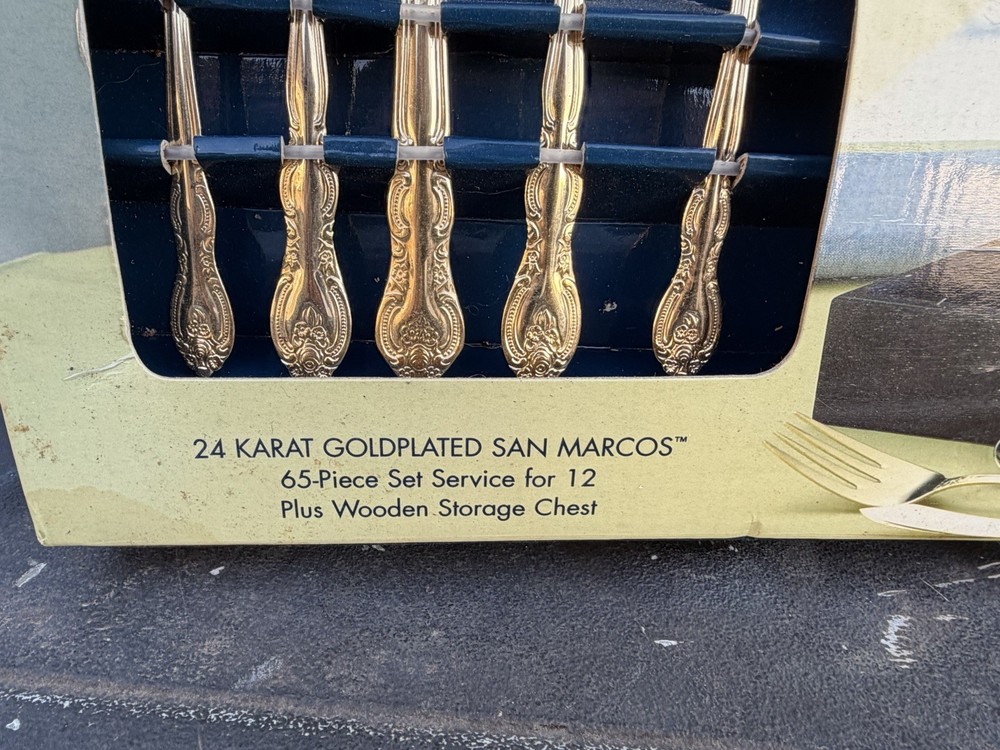 24 KARAT GOLDPLATED SAN MARCOS™
65-Piece Set Service for 12
Plus Wooden Storage Chest